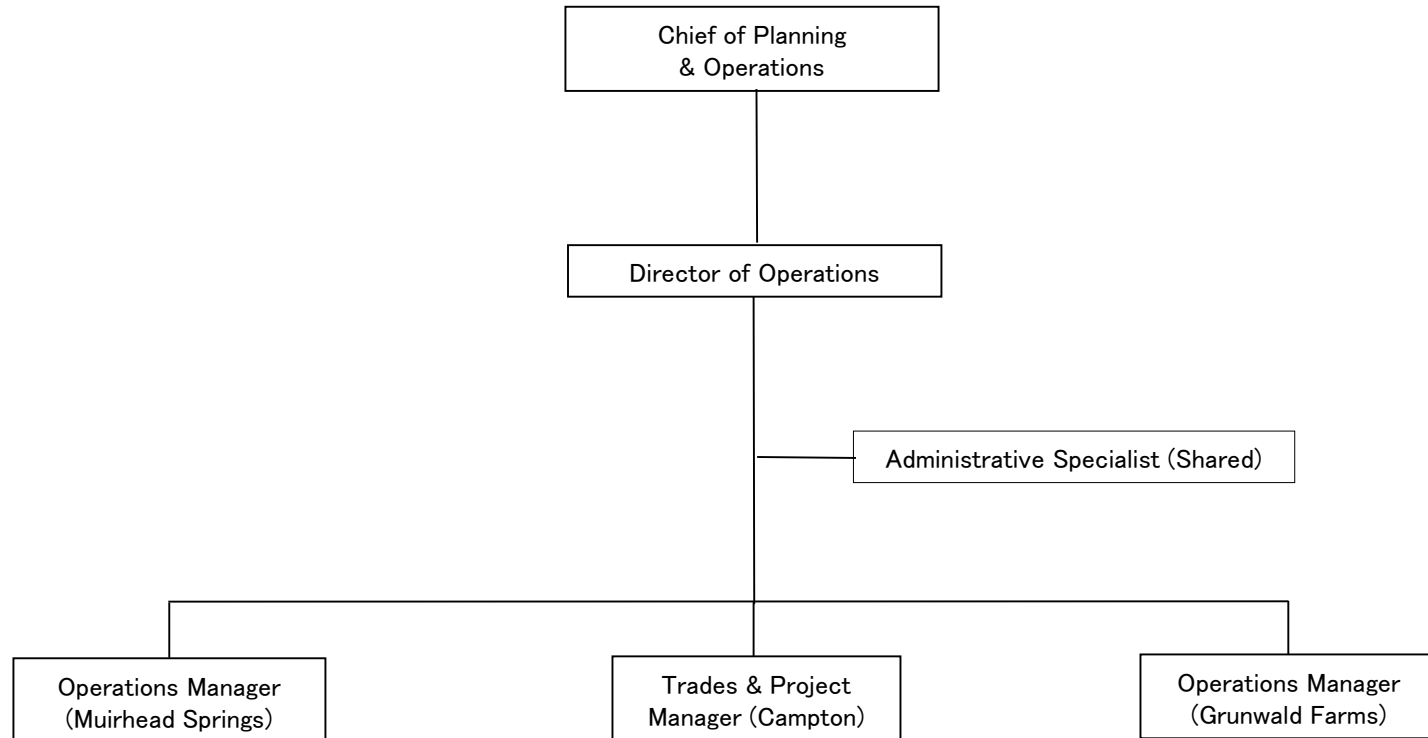 Chief of Planning
& Operations
Director of Operations
Administrative Specialist (Shared)
Operations Manager
(Muirhead Springs)
Trades & Project
Manager (Campton)
Operations Manager
(Grunwald Farms)